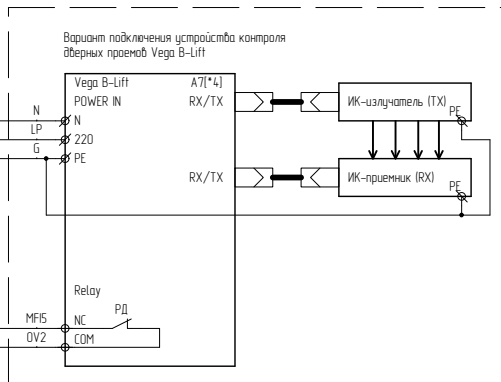 Вариант подключения устройства контроля
дверных проемов Vega B-Lift
Vega B-Lift A7[*4]
POWER IN RX/TX
ИК-излучатель (TX)
PE
N N
LP 220
G PE
RX/TX
ИК-приемник (RX)
PE
Relay
РД
MFI5 NC
0V2 COM